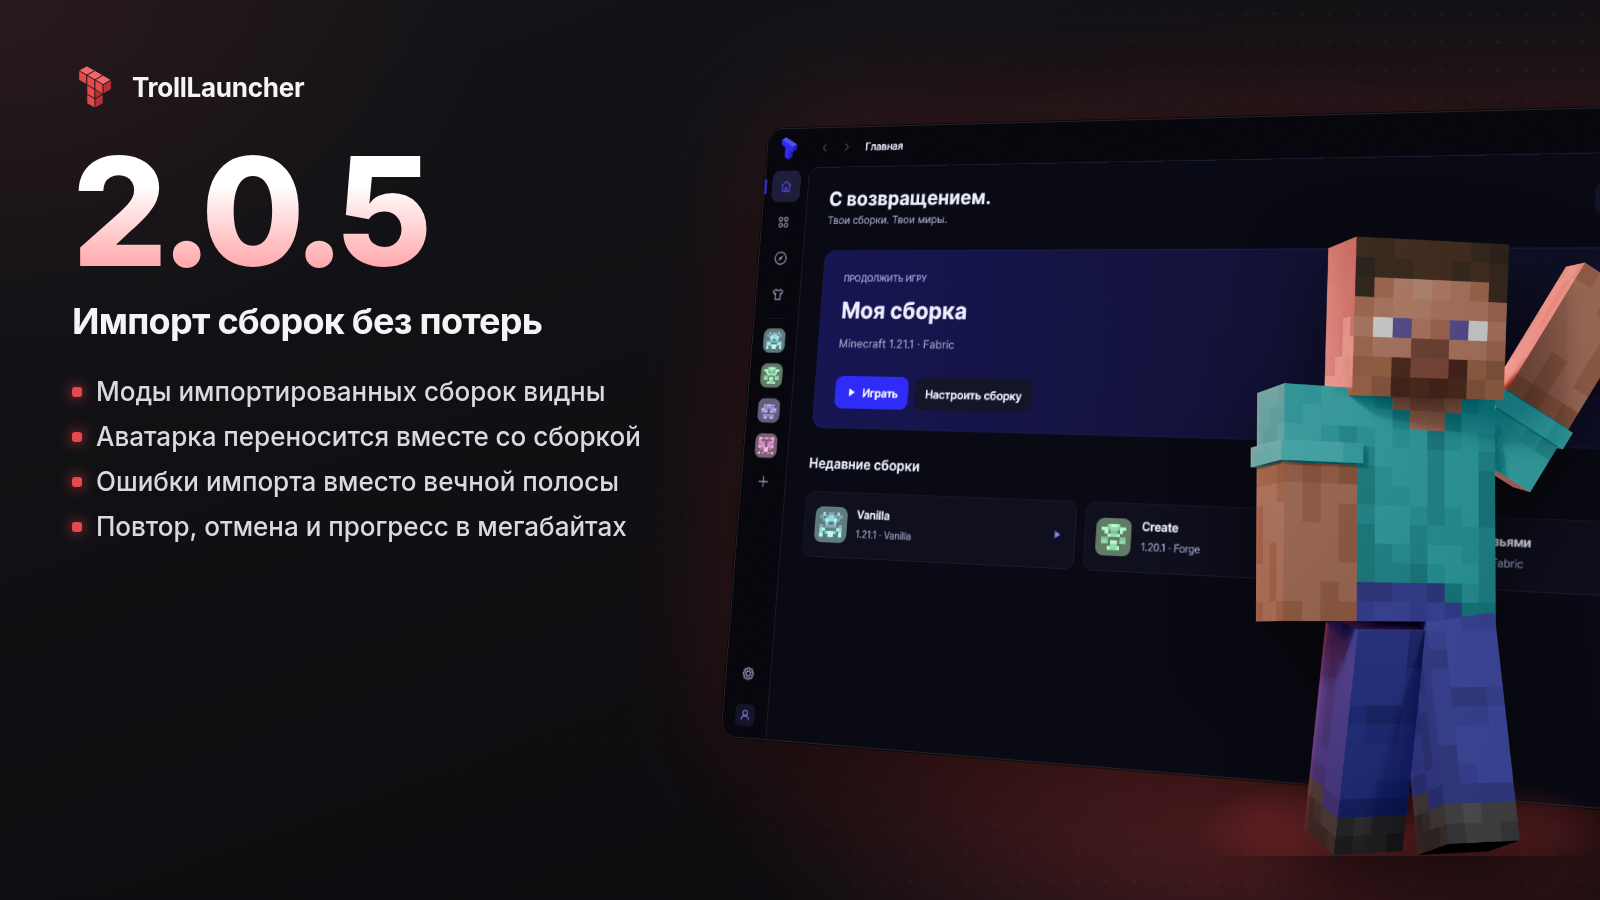 TrollLauncher
2.0.5
Импорт сборок без потерь
Моды импортированных сборок видны
Аватарка переносится вместе со сборкой
Ошибки импорта вместо вечной полосы
Повтор, отмена и прогресс в мегабайтах
Главная
С возвращением.
Твои сборки. Твои миры.
ПРОДОЛЖИТЬ ИГРУ
Моя сборка
Minecraft 1.21.1 · Fabric
Играть
Настроить сборку
Недавние сборки
Vanilla
1.21.1 · Vanilla
Create
1.20.1 · Forge
Fabric